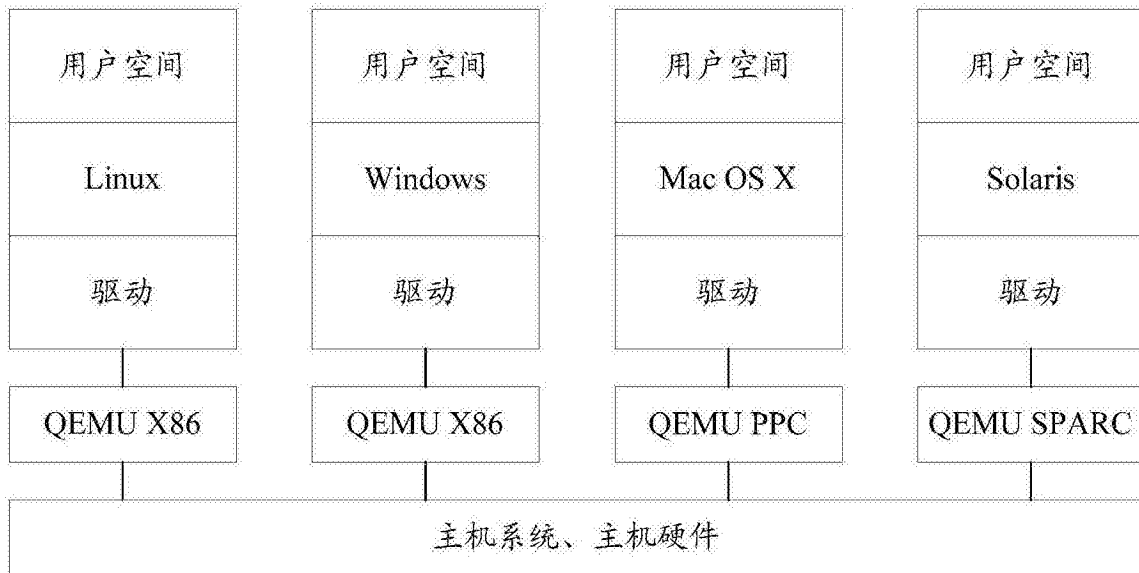 用户空间
用户空间
用户空间
用户空间
Linux
Windows
Mac OS X
Solaris
驱动
驱动
驱动
驱动
QEMU X86
QEMU X86
QEMU PPC
QEMU SPARC
主机系统、主机硬件